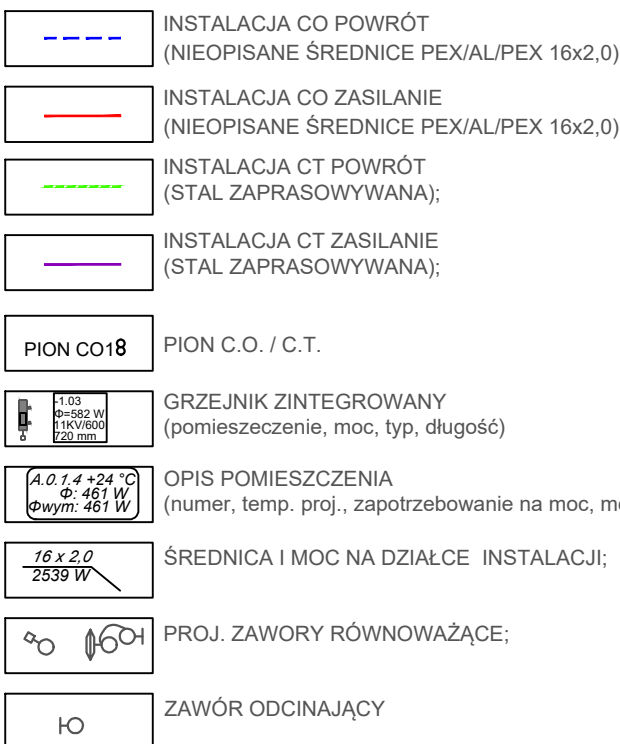 INSTALACJA CO POWRÓT
(NIEOPISANE ŚREDNICE PEX/AL/PEX 16x2,0)
INSTALACJA CO ZASILANIE
(NIEOPISANE ŚREDNICE PEX/AL/PEX 16x2,0)
INSTALACJA CT POWRÓT
(STAL ZAPRASOWYWANA);
INSTALACJA CT ZASILANIE
(STAL ZAPRASOWYWANA);
PION CO18
PION C.O. / C.T.
-1.03
Φ=582 W
11KV/600
720 mm
GRZEJNIK ZINTEGROWANY
(pomieszeczenie, moc, typ, długość)
A.0.1.4 +24 °C
Φ: 461 W
Φwym: 461 W
OPIS POMIESZCZENIA
(numer, temp. proj., zapotrzebowanie na moc,
16 x 2,0
2539 W
ŚREDNICA I MOC NA DZIAŁCE INSTALACJI;
PROJ. ZAWORY RÓWNOWAŻĄCE;
ZAWÓR ODCINAJĄCY